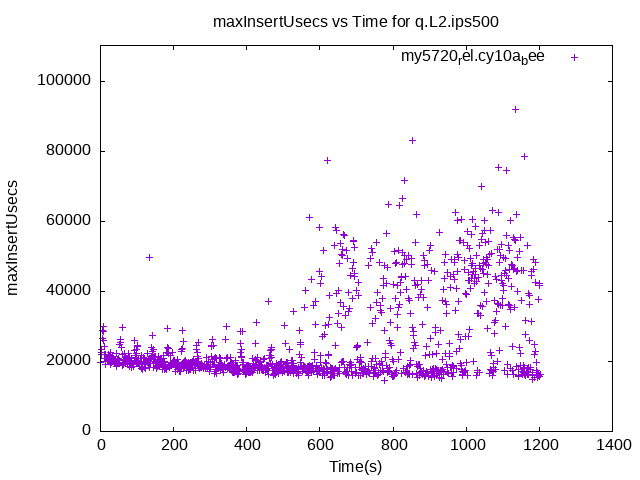 maxInsertUsecs vs Time for q.L2.ips500
my5720rel.cy10abee
100000
80000
60000
40000
20000
0
maxInsertUsecs
0 200 400 600 800 1000 1200 1400
Time(s)